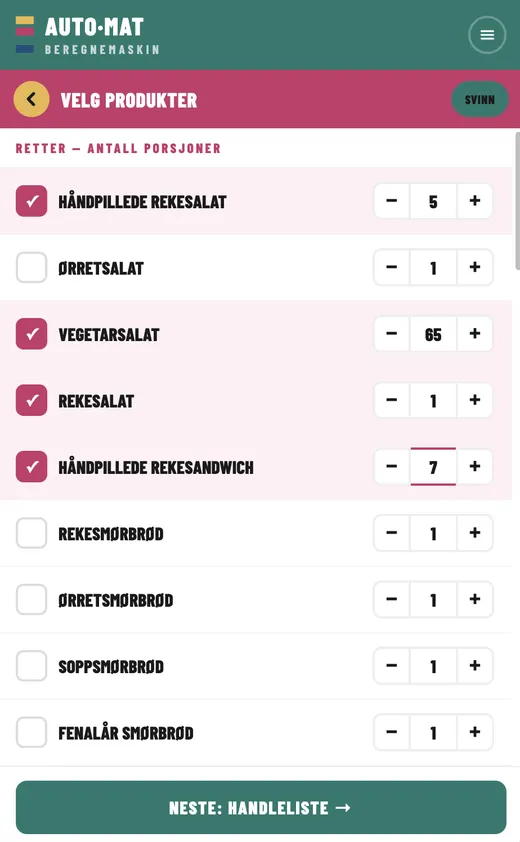 AUTO·MAT
BEREGNEMASKIN
VELG PRODUKTER
SVINN
RETTER – ANTALL PORSJONER
✓ HÅNDPILLEDE REKESALAT − 5 +
ØRRETSALAT − 1 +
✓ VEGETARSALAT − 65 +
✓ REKESALAT − 1 +
✓ HÅNDPILLEDE REKESANDWICH − 7 +
REKESMØRBRØD − 1 +
ØRRETSMØRBRØD − 1 +
SOPPSMØRBRØD − 1 +
FENALÅR SMØRBRØD − 1 +
NESTE: HANDLELISTE →